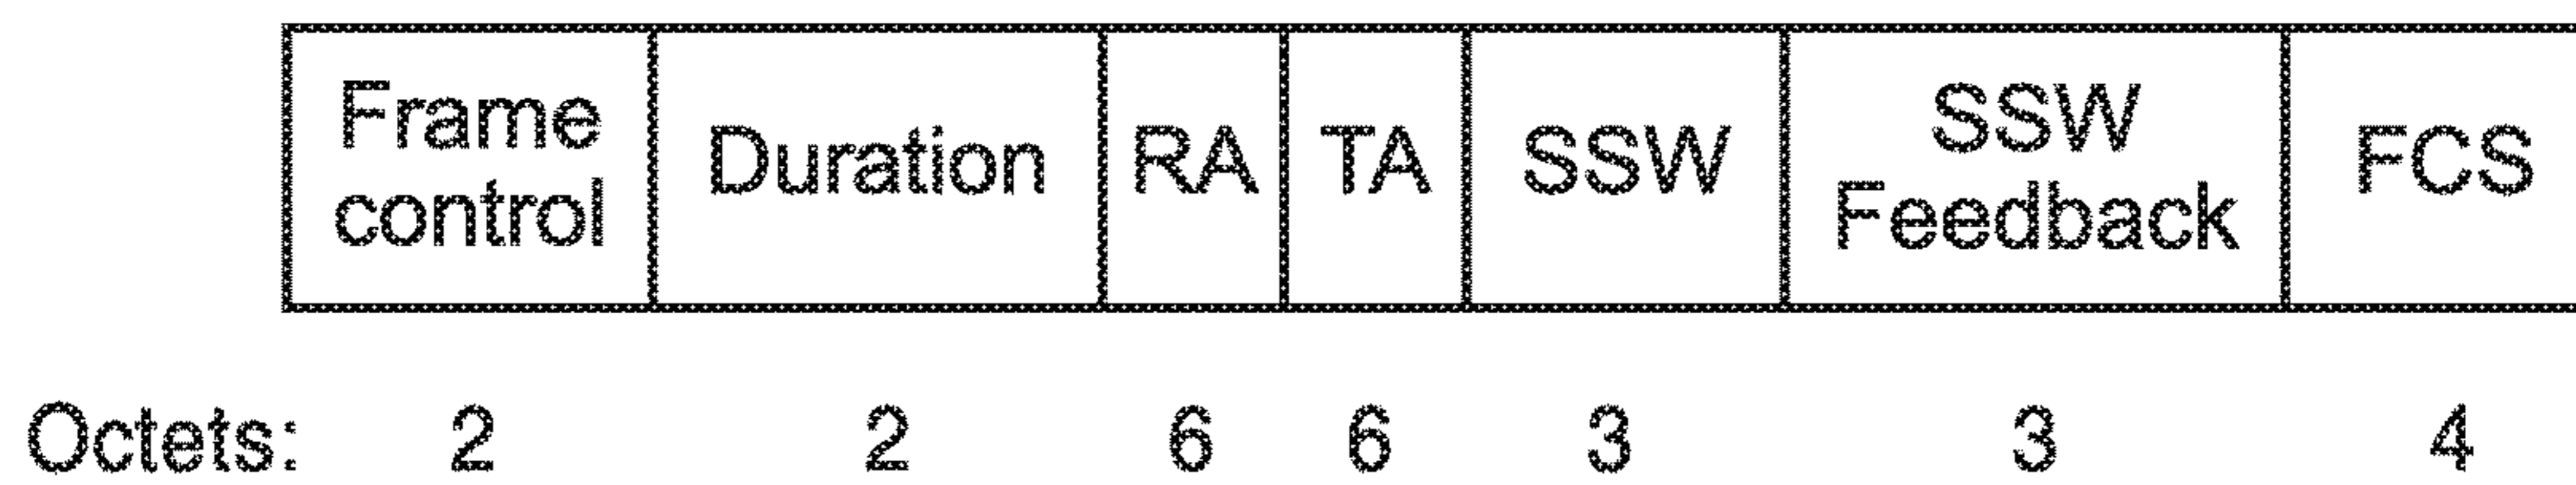 Frame control Duration RA TA SSW SSW Feedback FCS
Octets: 2 2 6 6 3 3 4